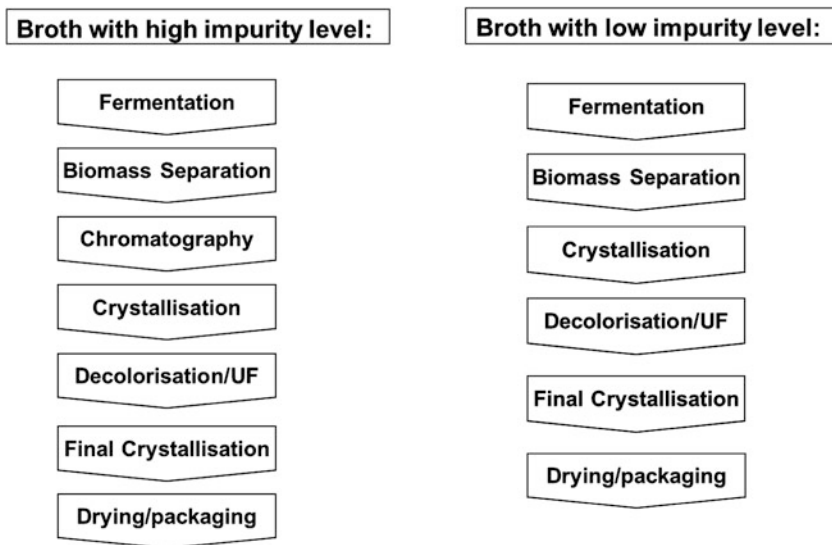 Broth with high impurity level:
Fermentation
Biomass Separation
Chromatography
Crystallisation
Decolorisation/UF
Final Crystallisation
Drying/packaging
Broth with low impurity level:
Fermentation
Biomass Separation
Crystallisation
Decolorisation/UF
Final Crystallisation
Drying/packaging